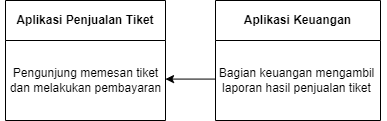 Aplikasi Penjualan Tiket
Pengunjung memesan tiket
dan melakukan pembayaran
Aplikasi Keuangan
Bagian keuangan mengambil
laporan hasil penjualan tiket